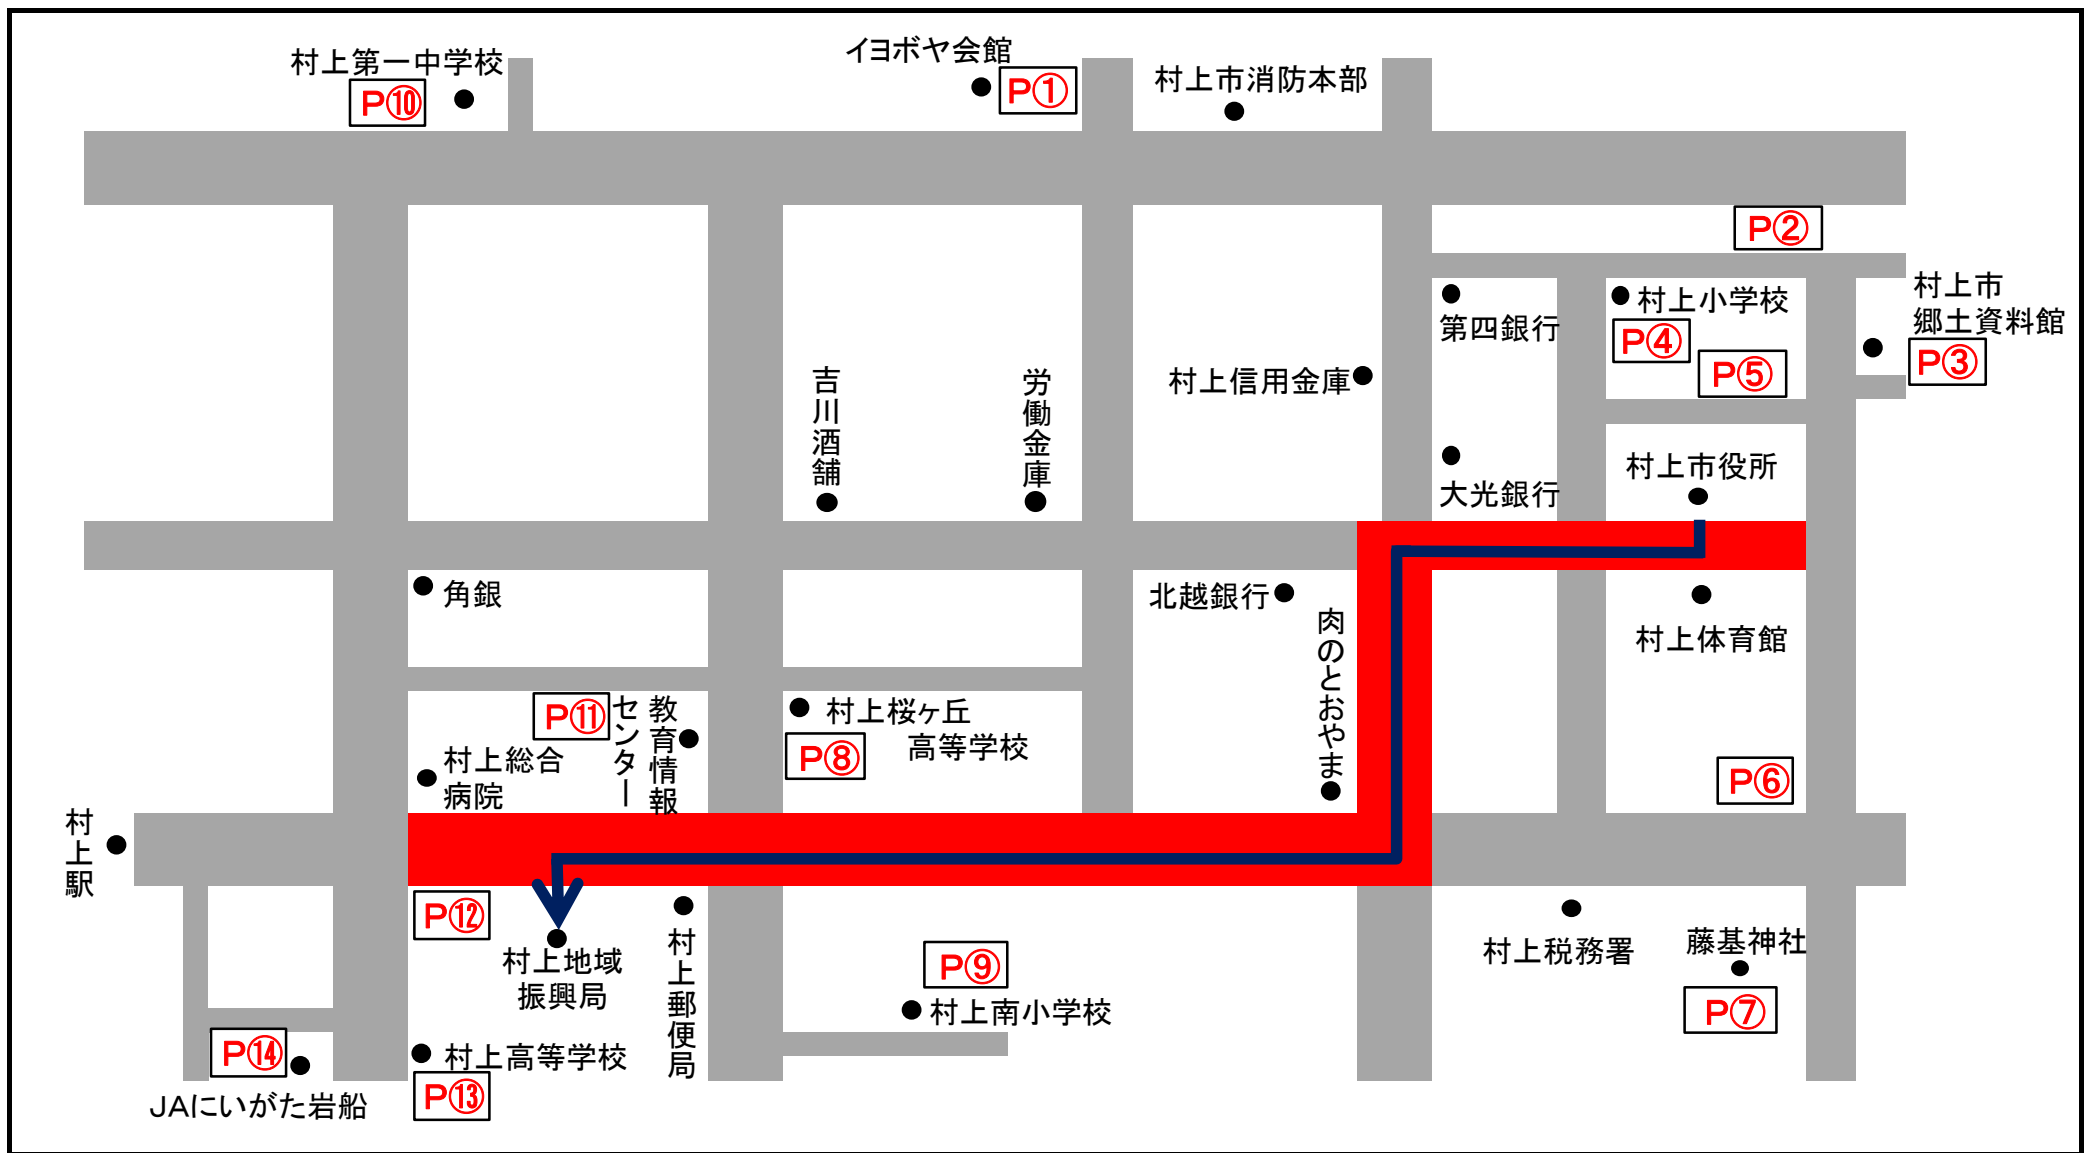 村上第一中学校
P⑩
イヨボヤ会館
P①
村上市消防本部
P②
村上市
郷土資料館
P③
第四銀行
村上小学校
P④
P⑤
村上信用金庫
吉川酒舗
労働金庫
大光銀行
村上市役所
角銀
北越銀行
肉のとおやま
村上体育館
P⑪
教育情報
センター
村上桜ヶ丘
高等学校
P⑧
村上総合
病院
P⑥
村上駅
P⑫
村上地域
振興局
村上郵便局
P⑨
村上南小学校
村上税務署
藤基神社
P⑦
P⑭
JAにいがた岩船
村上高等学校
P⑬